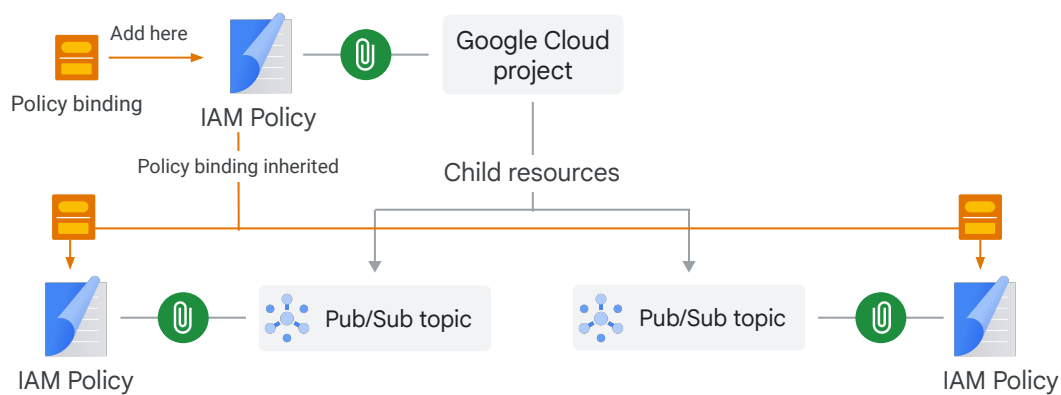 Add here
Policy binding
IAM Policy
Google Cloud
project
Policy binding inherited
Child resources
Pub/Sub topic
Pub/Sub topic
IAM Policy
IAM Policy